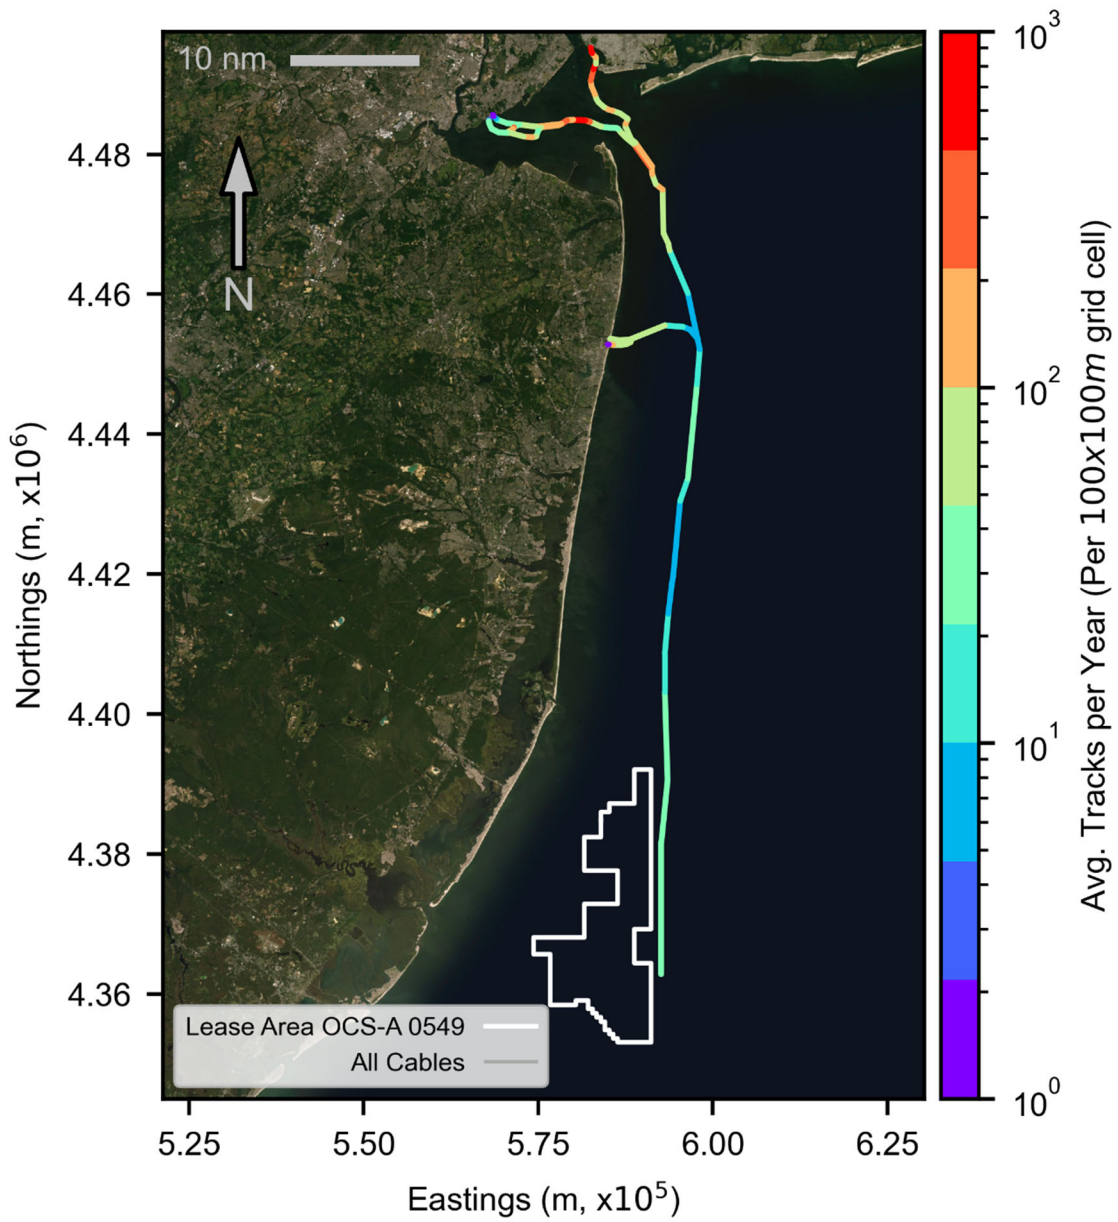 10 nm
N
4.48
4.46
4.44
4.42
4.40
4.38
4.36
Northings (m, x10⁶)
Lease Area OCS-A 0549
All Cables
5.25 5.50 5.75 6.00 6.25
Eastings (m, x10⁵)
10³
10²
10¹
10⁰
Avg. Tracks per Year (Per 100x100m grid cell)